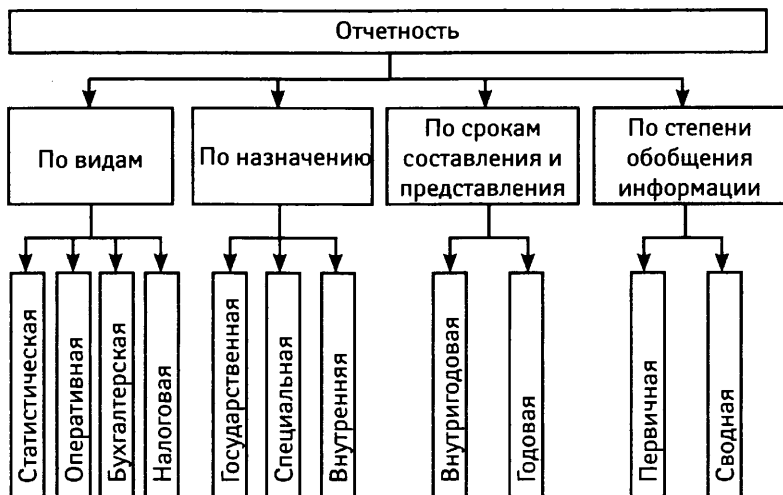 Отчетность
По видам
По назначению
По срокам
составления и
представления
По степени
обобщения
информации
Статистическая
Оперативная
Бухгалтерская
Налоговая
Государственная
Специальная
Внутренняя
Внутригодовая
Годовая
Первичная
Сводная